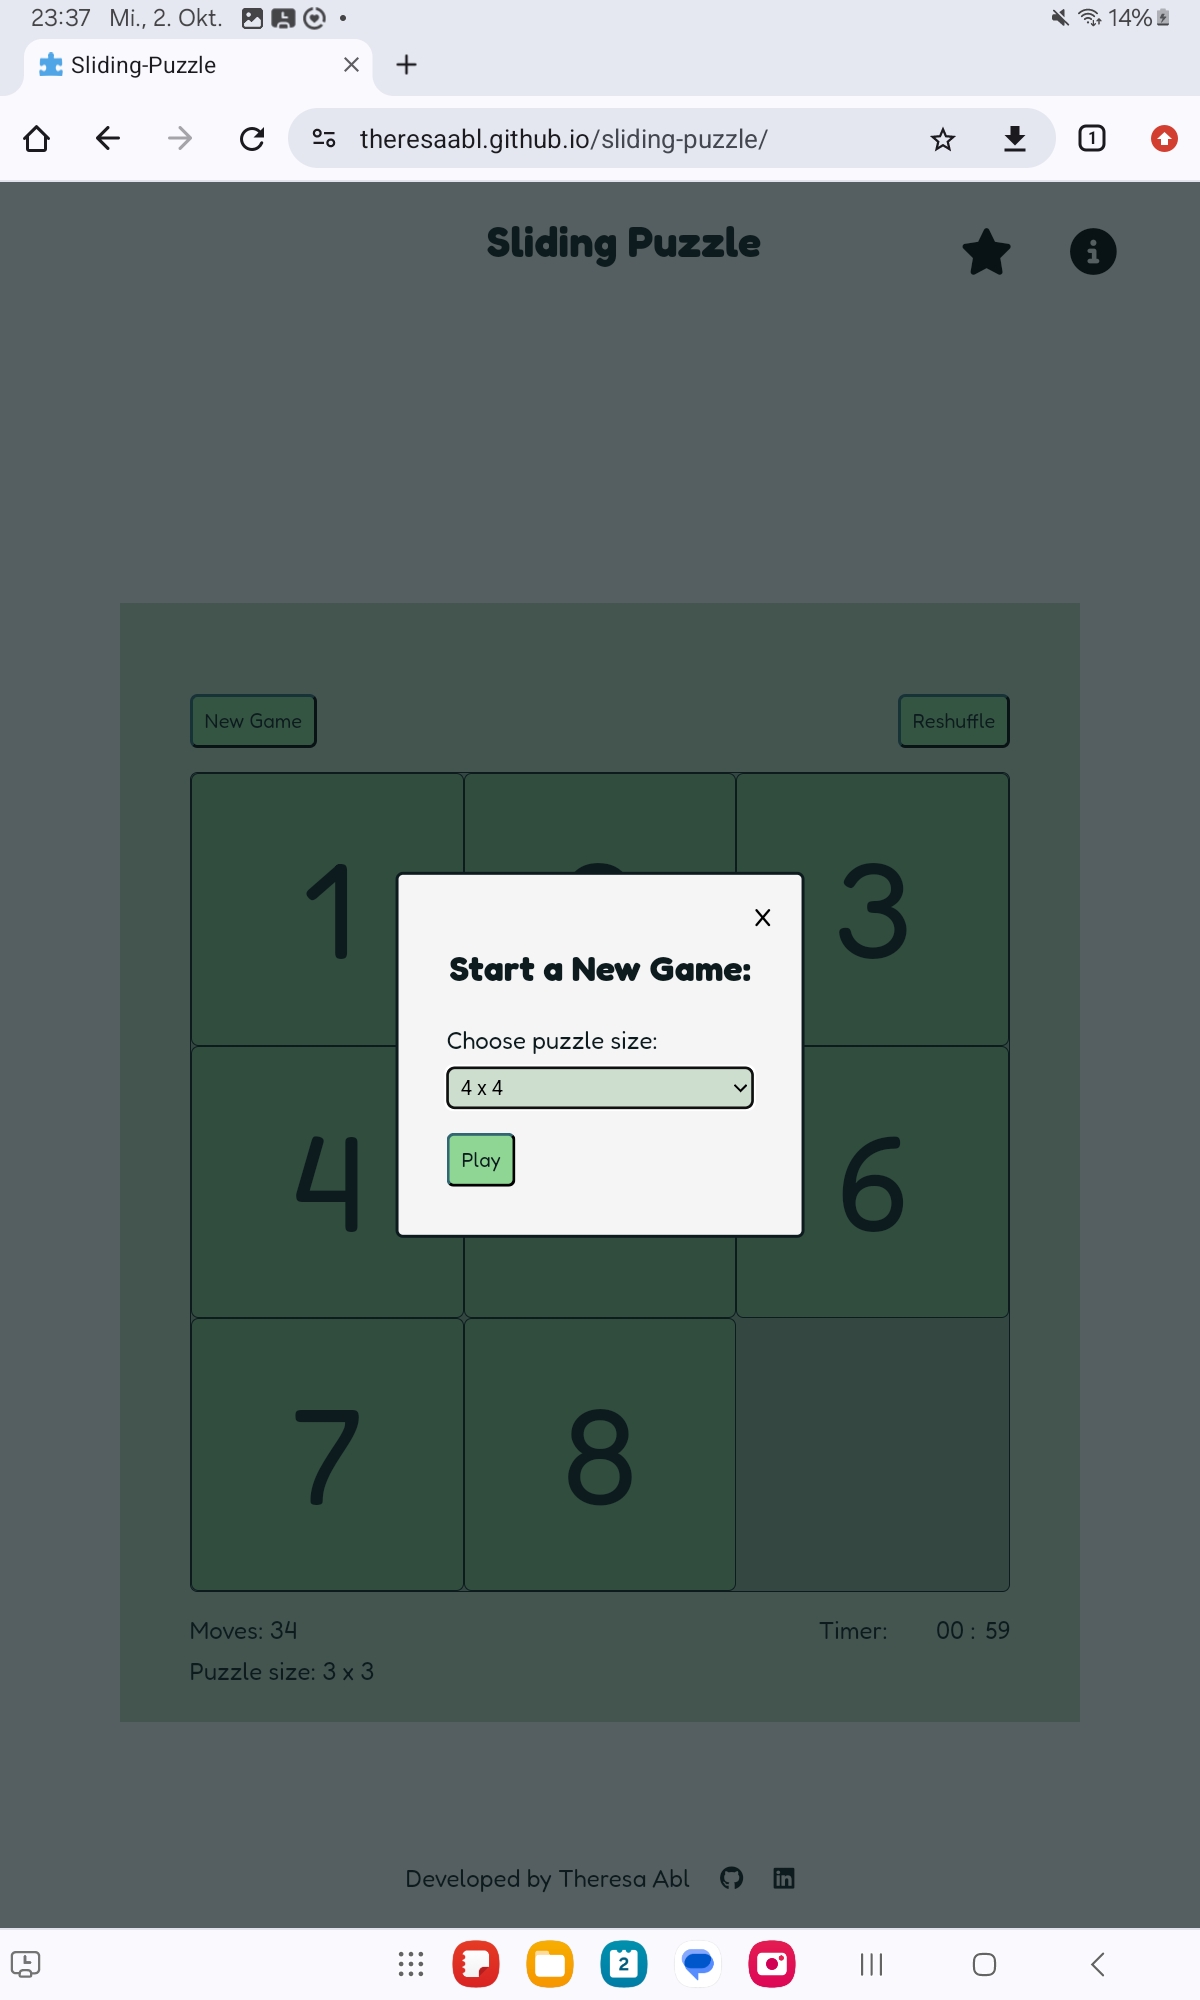 23:37 Mi., 2. Okt. 14%
Sliding-Puzzle
theresaabl.github.io/sliding-puzzle/ 1
Sliding Puzzle
New Game Reshuffle
1 3
Start a New Game:
Choose puzzle size:
4 x 4
Play
4 6
7 8
Moves: 34 Timer: 00 : 59
Puzzle size: 3 x 3
Developed by Theresa Abl
2